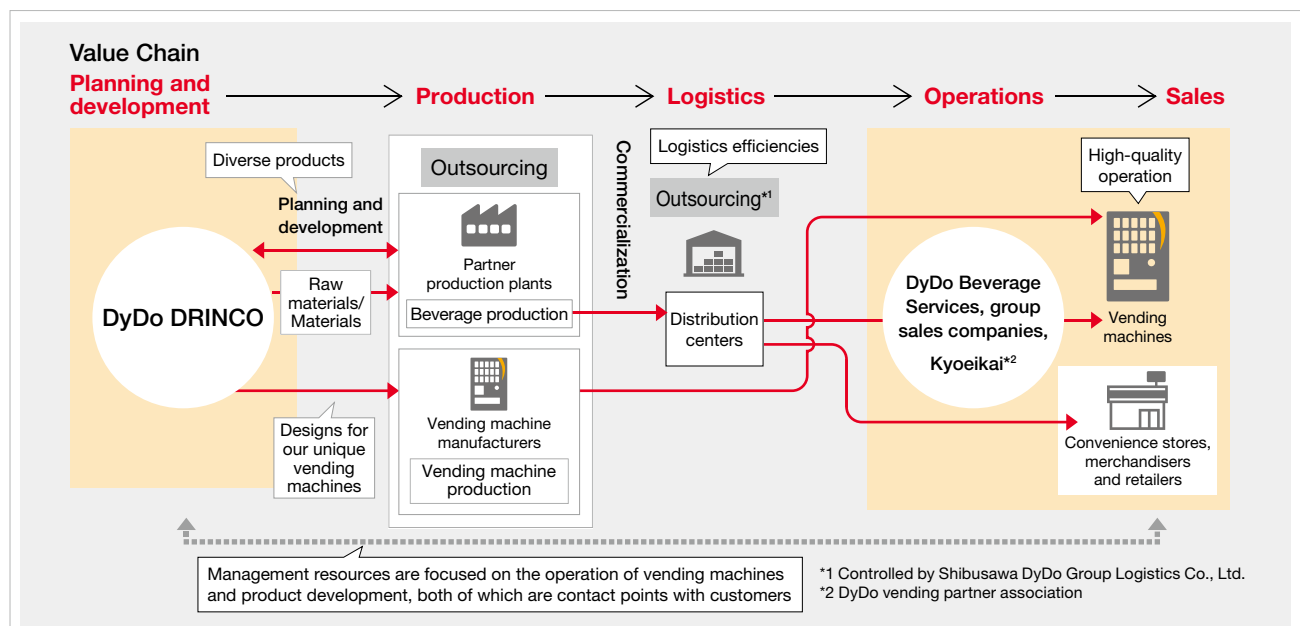 Value Chain
Planning and
development
Production
Logistics
Operations
Sales
Diverse products
Planning and
development
DyDo DRINCO
Raw
materials/
Materials
Designs for
our unique
vending
machines
Outsourcing
Partner
production plants
Beverage production
Vending machine
manufacturers
Vending machine
production
Commercialization
Logistics efficiencies
Outsourcing*1
Distribution
centers
DyDo Beverage
Services, group
sales companies,
Kyoeikai*2
High-quality
operation
Vending
machines
Convenience stores,
merchandisers
and retailers
Management resources are focused on the operation of vending machines
and product development, both of which are contact points with customers
*1 Controlled by Shibusawa DyDo Group Logistics Co., Ltd.
*2 DyDo vending partner association